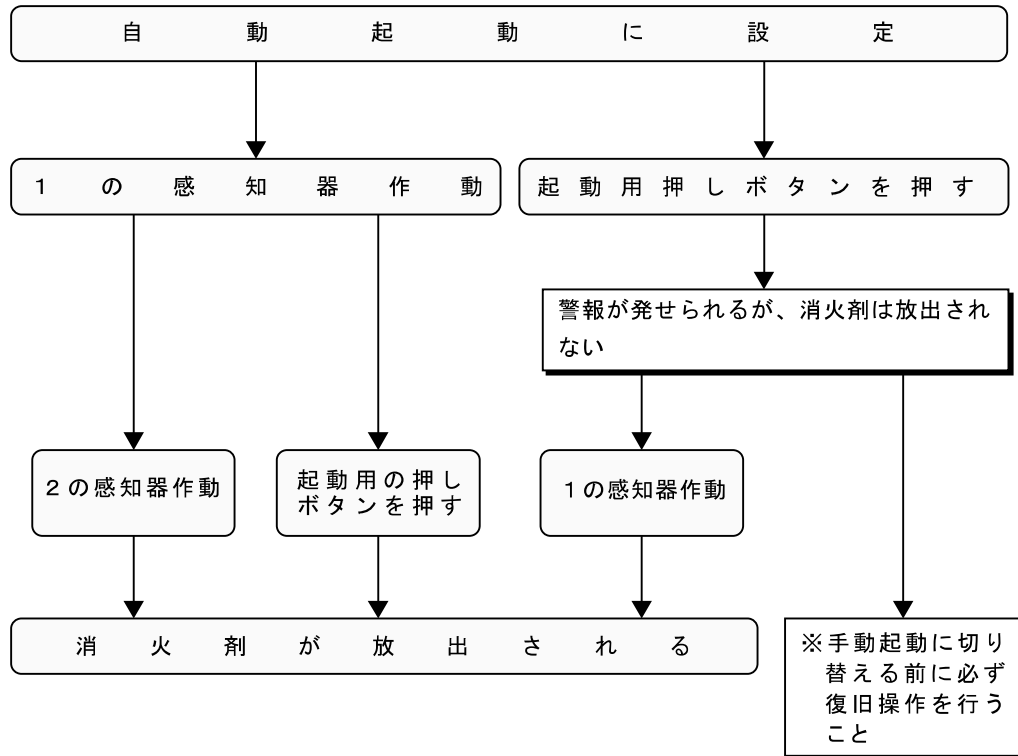 自動起動に設定
１の感知器作動
起動用押しボタンを押す
警報が発せられるが、消火剤は放出され
ない
２の感知器作動
起動用の押し
ボタンを押す
１の感知器作動
消火剤が放出される
※手動起動に切り
替える前に必ず
復旧操作を行う
こと